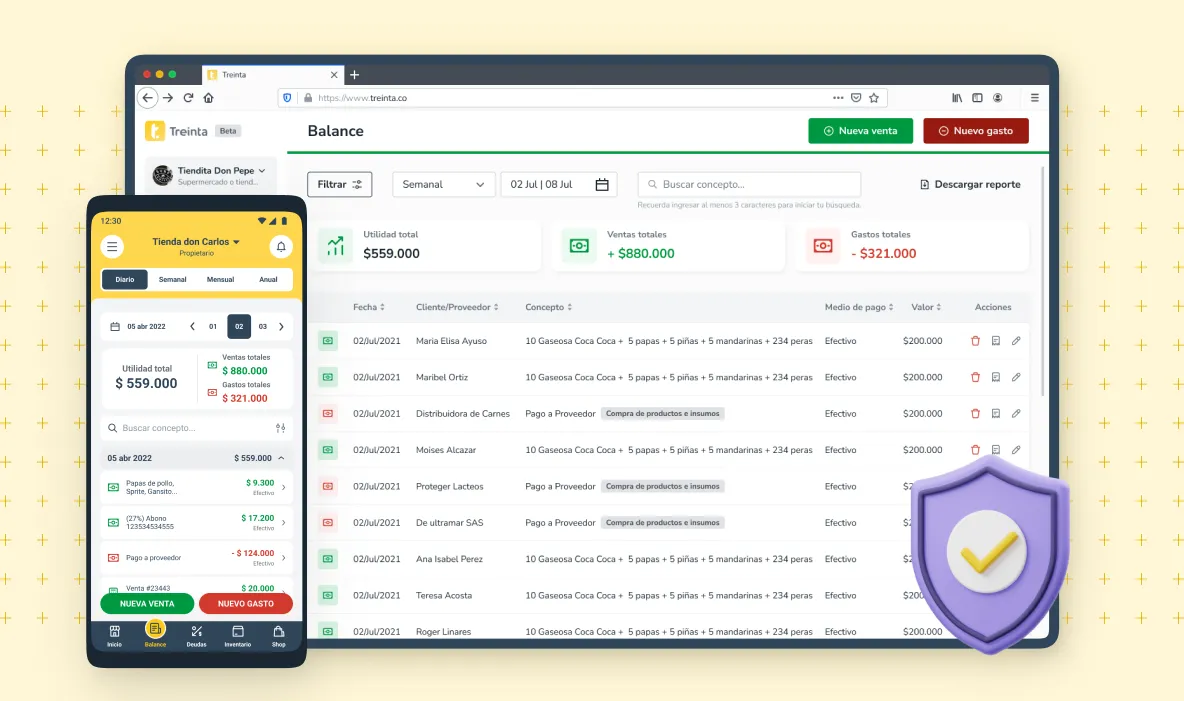 Treinta
https://www.treinta.co
Treinta Beta
Balance
Nueva venta
Nuevo gasto
Tiendita Don Pepe
Supermercado o tiend...
Filtrar
Semanal
02 Jul | 08 Jul
Buscar concepto...
Recuerda ingresar al menos 3 caracteres para iniciar tu búsqueda.
Descargar reporte
Utilidad total
$559.000
Ventas totales
+ $880.000
Gastos totales
- $321.000
Fecha Cliente/Proveedor Concepto Medio de pago Valor Acciones
02/Jul/2021 Maria Elisa Ayuso 10 Gaseosa Coca Coca + 5 papas + 5 piñas + 5 mandarinas + 234 peras Efectivo $200.000
02/Jul/2021 Maribel Ortiz 10 Gaseosa Coca Coca + 5 papas + 5 piñas + 5 mandarinas + 234 peras Efectivo $200.000
02/Jul/2021 Distribuidora de Carnes Pago a Proveedor Compra de productos e insumos Efectivo $200.000
02/Jul/2021 Moises Alcazar 10 Gaseosa Coca Coca + 5 papas + 5 piñas + 5 mandarinas + 234 peras Efectivo $200.000
02/Jul/2021 Proteger Lacteos Pago a Proveedor Compra de productos e insumos Efectivo
02/Jul/2021 De ultramar SAS Pago a Proveedor Compra de productos e insumos Efectivo
02/Jul/2021 Ana Isabel Perez 10 Gaseosa Coca Coca + 5 papas + 5 piñas + 5 mandarinas + 234 peras Efectivo
02/Jul/2021 Teresa Acosta 10 Gaseosa Coca Coca + 5 papas + 5 piñas + 5 mandarinas + 234 peras Efectivo
02/Jul/2021 Roger Linares 10 Gaseosa Coca Coca + 5 papas + 5 piñas + 5 mandarinas + 234 peras Efectivo $200.000
12:30
Tienda don Carlos
Propietario
Diario Semanal Mensual Anual
05 abr 2022 01 02 03
Utilidad total
$ 559.000
Ventas totales
$ 880.000
Gastos totales
$ 321.000
Buscar concepto...
05 abr 2022 $ 559.000
Papas de pollo,
Sprite, Gansito...
$ 9.300
Efectivo
(27%) Abono
123534534555
$ 17.200
Efectivo
Pago a proveedor
- $ 124.000
Efectivo
Venta #23443 $ 20.000
NUEVA VENTA NUEVO GASTO
Inicio Balance Deudas Inventario Shop